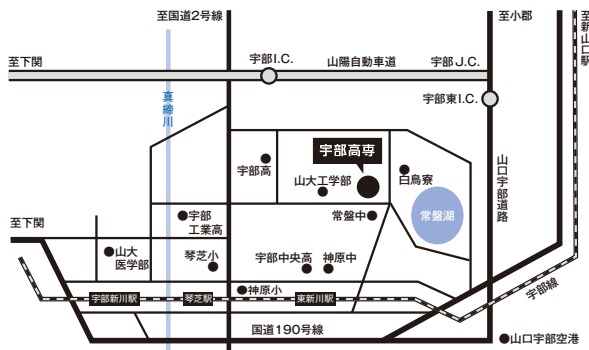 至国道2号線
至小郡
至新山口駅
至下関
宇部I.C.
山陽自動車道
宇部J.C.
真締川
宇部東I.C.
宇部高専
宇部高
山大工学部
白鳥寮
山口宇部道路
至下関
宇部
工業高
常盤中
常盤湖
山大
医学部
琴芝小
宇部中央高
神原中
神原小
宇部新川駅
琴芝駅
東新川駅
宇部線
国道190号線
山口宇部空港